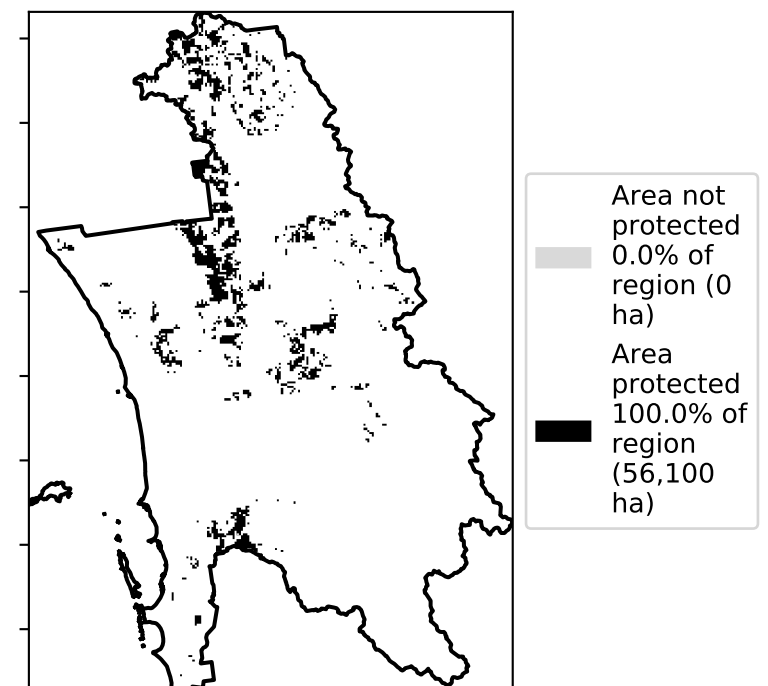 Area not
protected
0.0% of
region (0
ha)
Area
protected
100.0% of
region
(56,100
ha)